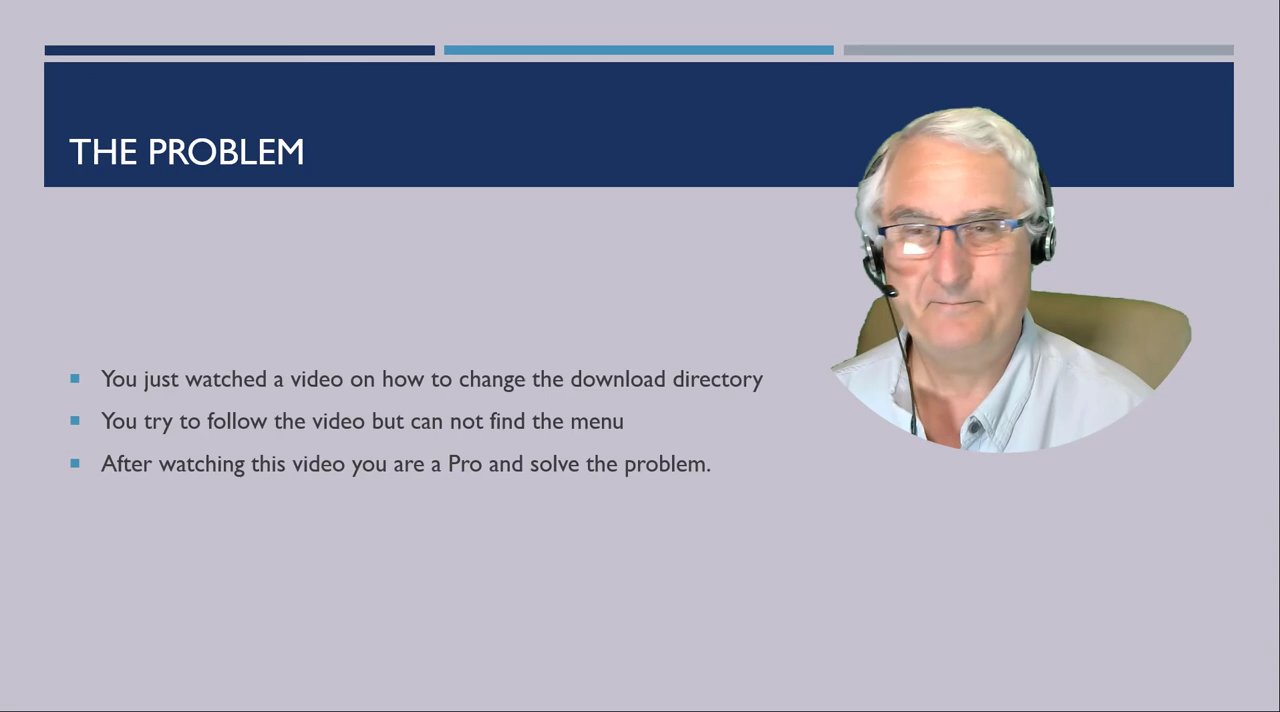 THE PROBLEM
You just watched a video on how to change the download directory
You try to follow the video but can not find the menu
After watching this video you are a Pro and solve the problem.